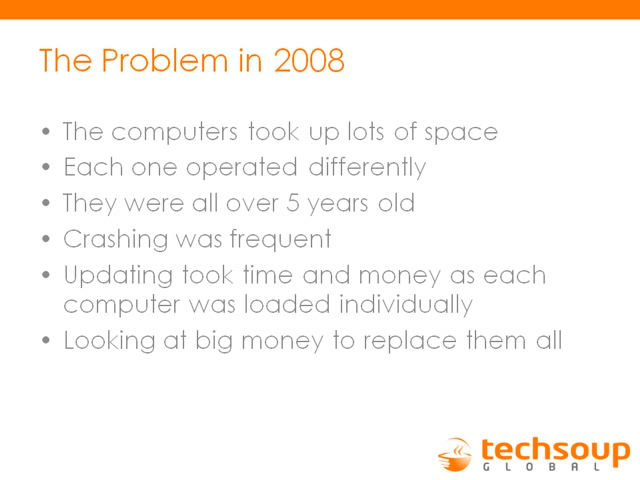 The Problem in 2008
• The computers took up lots of space
• Each one operated differently
• They were all over 5 years old
• Crashing was frequent
• Updating took time and money as each
computer was loaded individually
• Looking at big money to replace them all
techsoup
GLOBAL